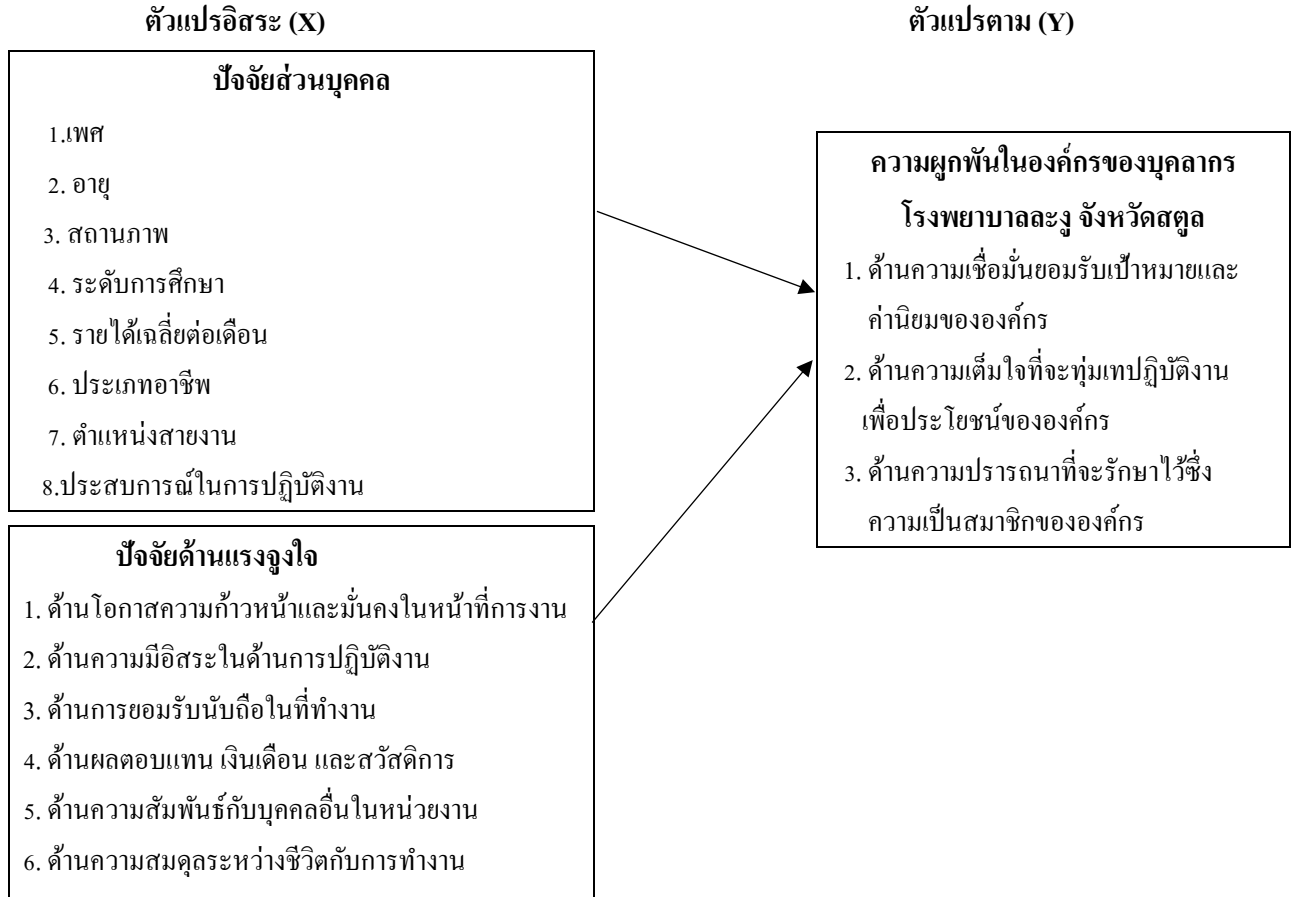 ตัวแปรอิสระ (X)
ปัจจัยส่วนบุคคล
1.เพศ
2. อายุ
3. สถานภาพ
4. ระดับการศึกษา
5. รายได้เฉลี่ยต่อเดือน
6. ประเภทอาชีพ
7. ตำแหน่งสายงาน
8.ประสบการณ์ในการปฏิบัติงาน
ปัจจัยด้านแรงจูงใจ
1. ด้านโอกาสความก้าวหน้าและมั่นคงในหน้าที่การงาน
2. ด้านความมีอิสระในด้านการปฏิบัติงาน
3. ด้านการยอมรับนับถือในที่ทำงาน
4. ด้านผลตอบแทน เงินเดือน และสวัสดิการ
5. ด้านความสัมพันธ์กับบุคคลอื่นในหน่วยงาน
6. ด้านความสมดุลระหว่างชีวิตกับการทำงาน
ตัวแปรตาม (Y)
ความผูกพันในองค์กรของบุคลากร
โรงพยาบาลละงู จังหวัดสตูล
1. ด้านความเชื่อมั่นยอมรับเป้าหมายและ
ค่านิยมขององค์กร
2. ด้านความเต็มใจที่จะทุ่มเทปฏิบัติงาน
เพื่อประโยชน์ขององค์กร
3. ด้านความปรารถนาที่จะรักษาไว้ซึ่ง
ความเป็นสมาชิกขององค์กร